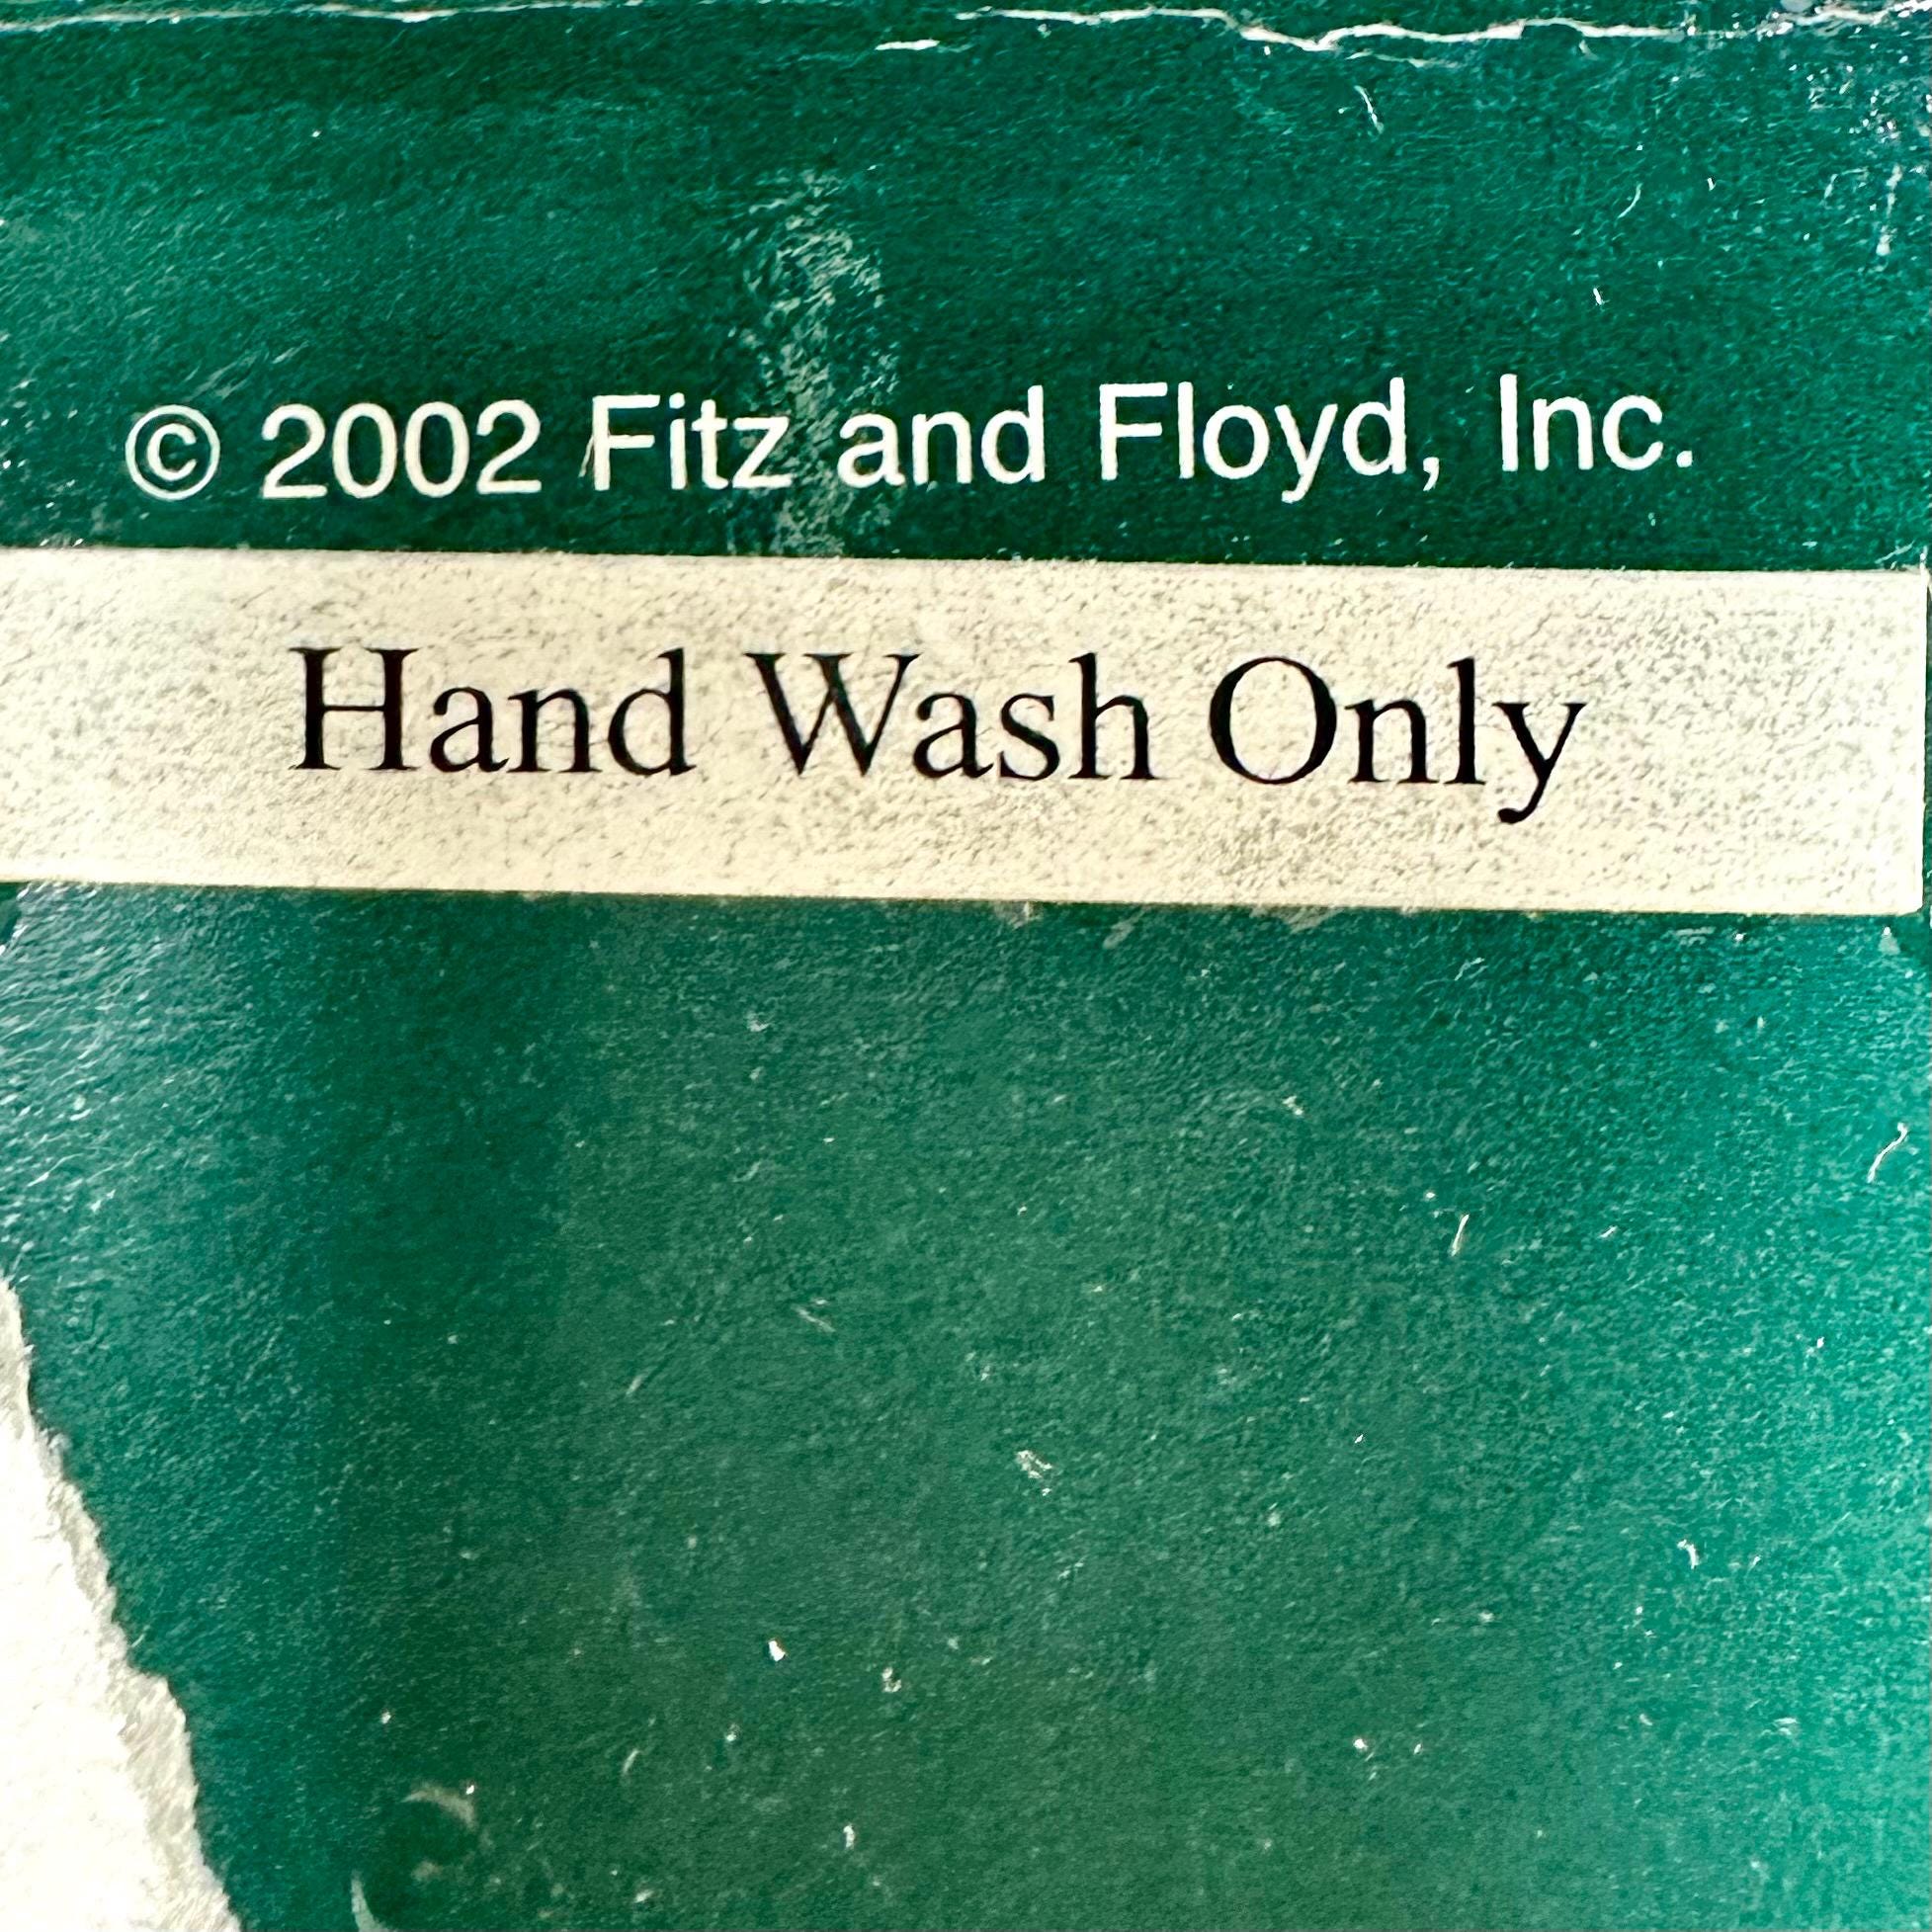 © 2002 Fitz and Floyd, Inc.
Hand Wash Only